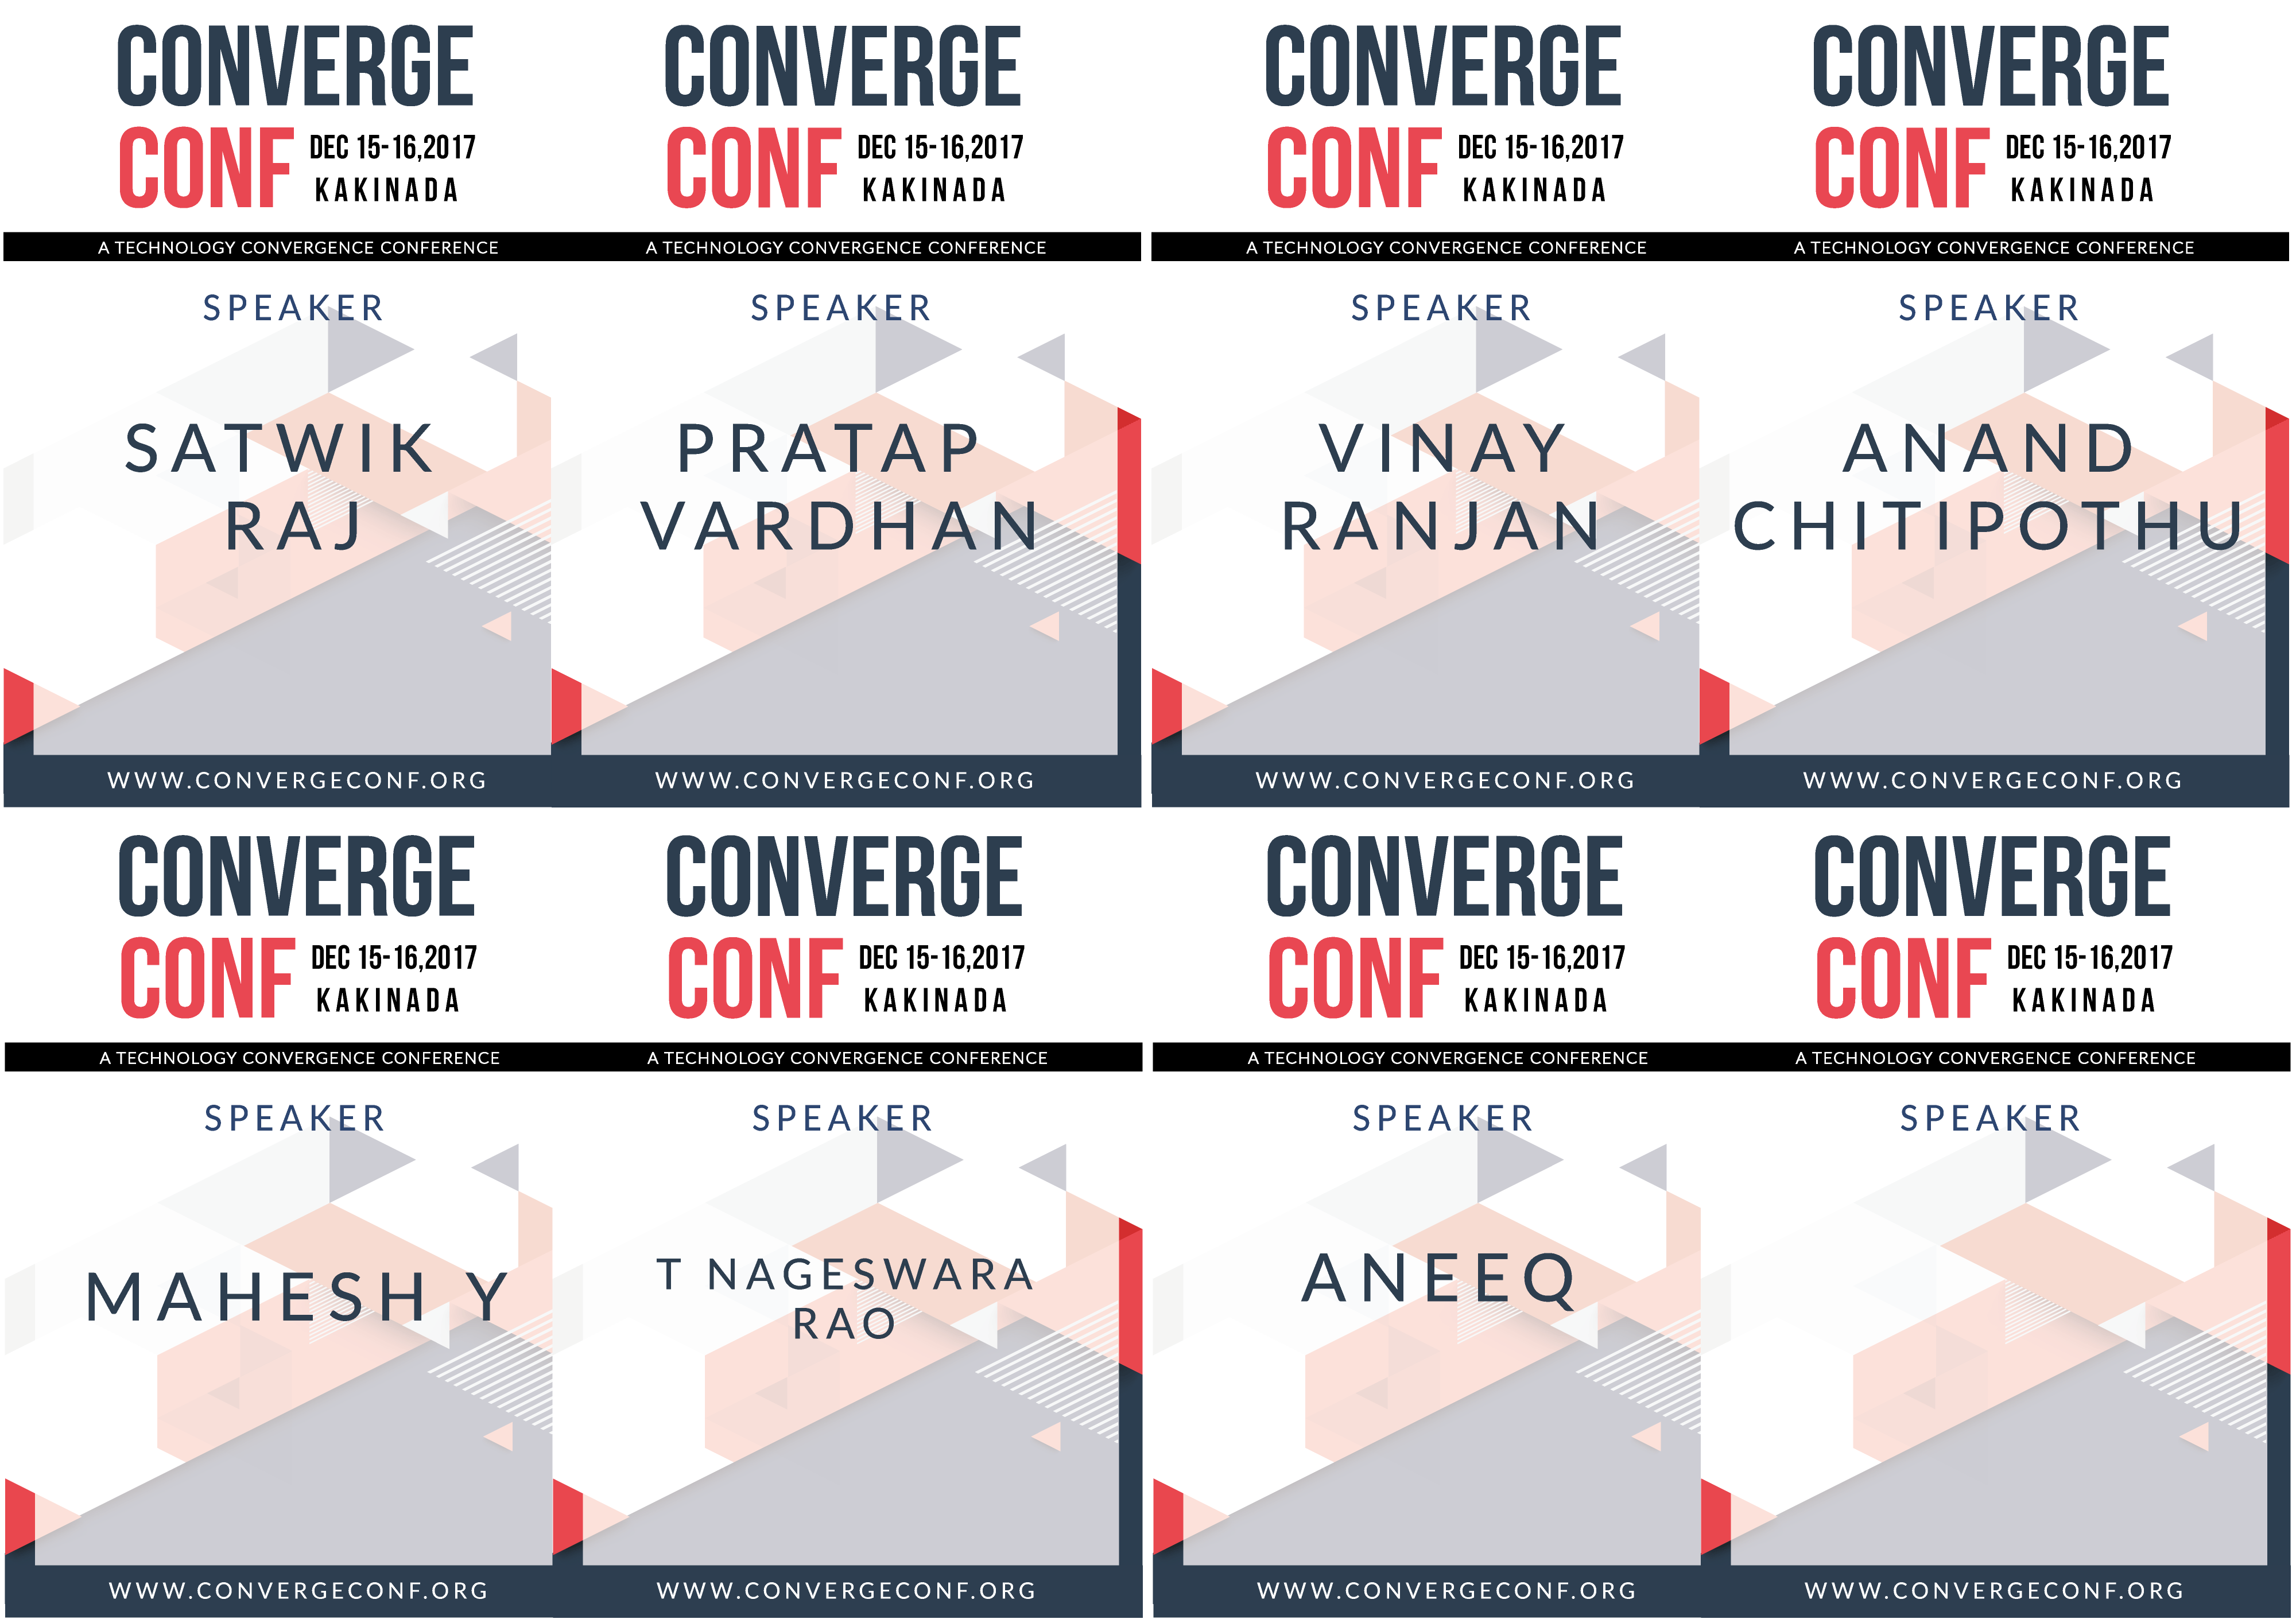 CONVERGE
CONF DEC 15-16,2017
KAKINADA
A TECHNOLOGY CONVERGENCE CONFERENCE
SPEAKER
SATWIK
RAJ
WWW.CONVERGECONF.ORG
CONVERGE
CONF DEC 15-16,2017
KAKINADA
A TECHNOLOGY CONVERGENCE CONFERENCE
SPEAKER
PRATAP
VARDHAN
WWW.CONVERGECONF.ORG
CONVERGE
CONF DEC 15-16,2017
KAKINADA
A TECHNOLOGY CONVERGENCE CONFERENCE
SPEAKER
VINAY
RANJAN
WWW.CONVERGECONF.ORG
CONVERGE
CONF DEC 15-16,2017
KAKINADA
A TECHNOLOGY CONVERGENCE CONFERENCE
SPEAKER
ANAND
CHITIPOTHU
WWW.CONVERGECONF.ORG
CONVERGE
CONF DEC 15-16,2017
KAKINADA
A TECHNOLOGY CONVERGENCE CONFERENCE
SPEAKER
MAHESH Y
WWW.CONVERGECONF.ORG
CONVERGE
CONF DEC 15-16,2017
KAKINADA
A TECHNOLOGY CONVERGENCE CONFERENCE
SPEAKER
T NAGESWARA
RAO
WWW.CONVERGECONF.ORG
CONVERGE
CONF DEC 15-16,2017
KAKINADA
A TECHNOLOGY CONVERGENCE CONFERENCE
SPEAKER
ANEEQ
WWW.CONVERGECONF.ORG
CONVERGE
CONF DEC 15-16,2017
KAKINADA
A TECHNOLOGY CONVERGENCE CONFERENCE
SPEAKER
WWW.CONVERGECONF.ORG